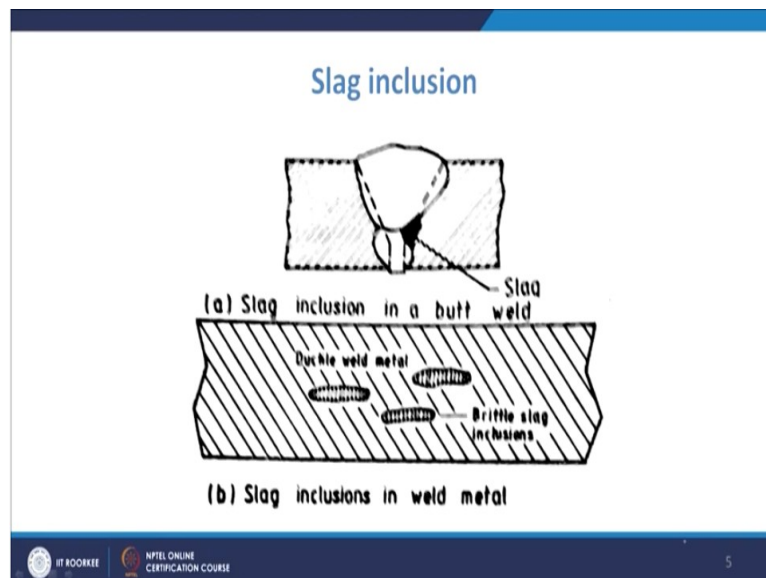 Slag inclusion
Slag
(a) Slag inclusion in a butt weld
Ductile weld metal
Brittle slag
inclusions
(b) Slag inclusions in weld metal
IIT ROORKEE
NPTEL ONLINE
CERTIFICATION COURSE
5